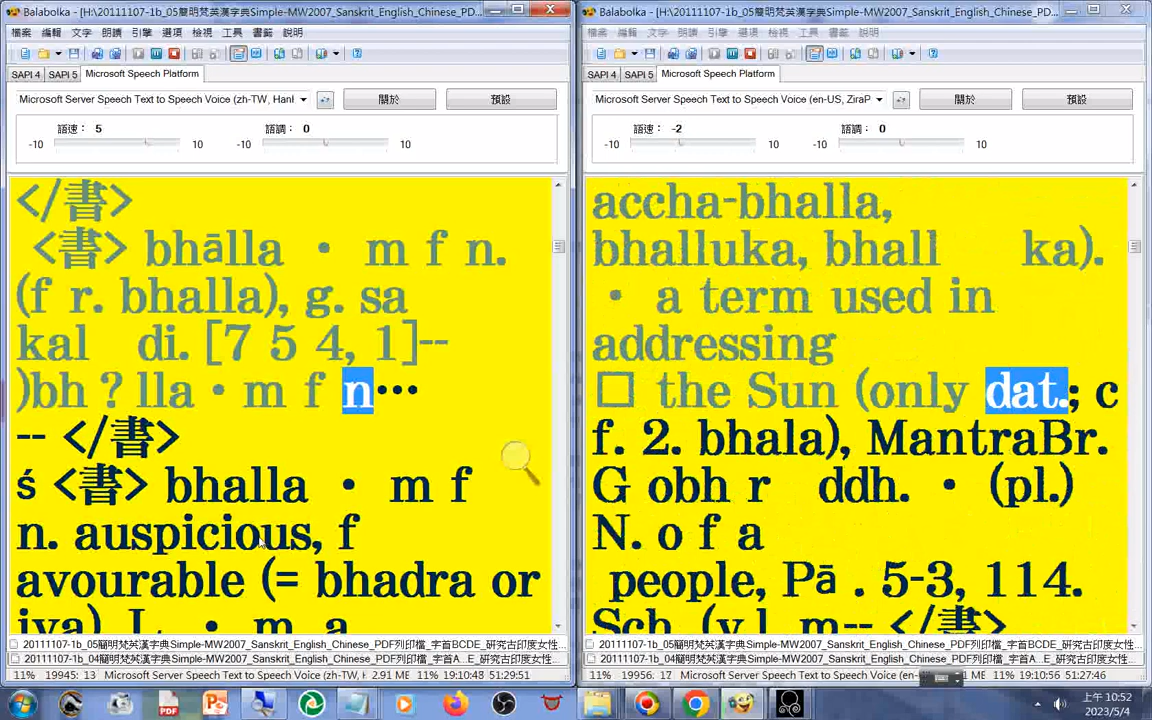 Balabolka - [H:\20111107-1b_05簡明梵英漢字典Simple-MW2007_Sanskrit_English_Chinese_PD...
檔案 編輯 文字 朗讀 引擎 選項 檢視 工具 書籤 說明
SAPI 4 SAPI 5 Microsoft Speech Platform
Microsoft Server Speech Text to Speech Voice (zh-TW, Hanl
關於 預設
語速： 5 語調： 0
-10 10 -10 10
</書>
<書> bhālla • m f n.
(f r. bhalla), g. sa
kal di. [7 5 4, 1]--
)bh ? lla • m f n…
-- </書>
ś <書> bhalla • m f
n. auspicious, f
avourable (= bhadra or
iva), L. • m. a
20111107-1b_05簡明梵英漢字典Simple-MW2007_Sanskrit_English_Chinese_PDF列印檔_字首BCDE_研究古印度女性...
20111107-1b_04簡明梵英漢字典Simple-MW2007_Sanskrit_English_Chinese_PDF列印檔_字首A...E_研究古印度女性...
11% 19945: 13 Microsoft Server Speech Text to Speech Voice (zh-TW, 2.91 ME 11% 19:10:48 51:29:51
Balabolka - [H:\20111107-1b_05簡明梵英漢字典Simple-MW2007_Sanskrit_English_Chinese_PD...
檔案 編輯 文字 朗讀 引擎 選項 檢視 工具 書籤 說明
SAPI 4 SAPI 5 Microsoft Speech Platform
Microsoft Server Speech Text to Speech Voice (en-US, ZiraP
關於 預設
語速： -2 語調： 0
-10 10 -10 10
accha-bhalla,
bhalluka, bhall ka).
• a term used in
addressing
□ the Sun (only dat.; c
f. 2. bhala), MantraBr.
G obh r ddh. • (pl.)
N. o f a
people, Pā . 5-3, 114.
Sch. (v.l. m-- </書>
20111107-1b_05簡明梵英漢字典Simple-MW2007_Sanskrit_English_Chinese_PDF列印檔_字首BCDE_研究古印度女性...
20111107-1b_04簡明梵英漢字典Simple-MW2007_Sanskrit_English_Chinese_PDF列印檔_字首A...E_研究古印度女性...
11% 19956. 17 Microsoft Server Speech Text to Speech Voice (en-US, 11% 19:10:56 51:27:46
上午 10:52
2023/5/4